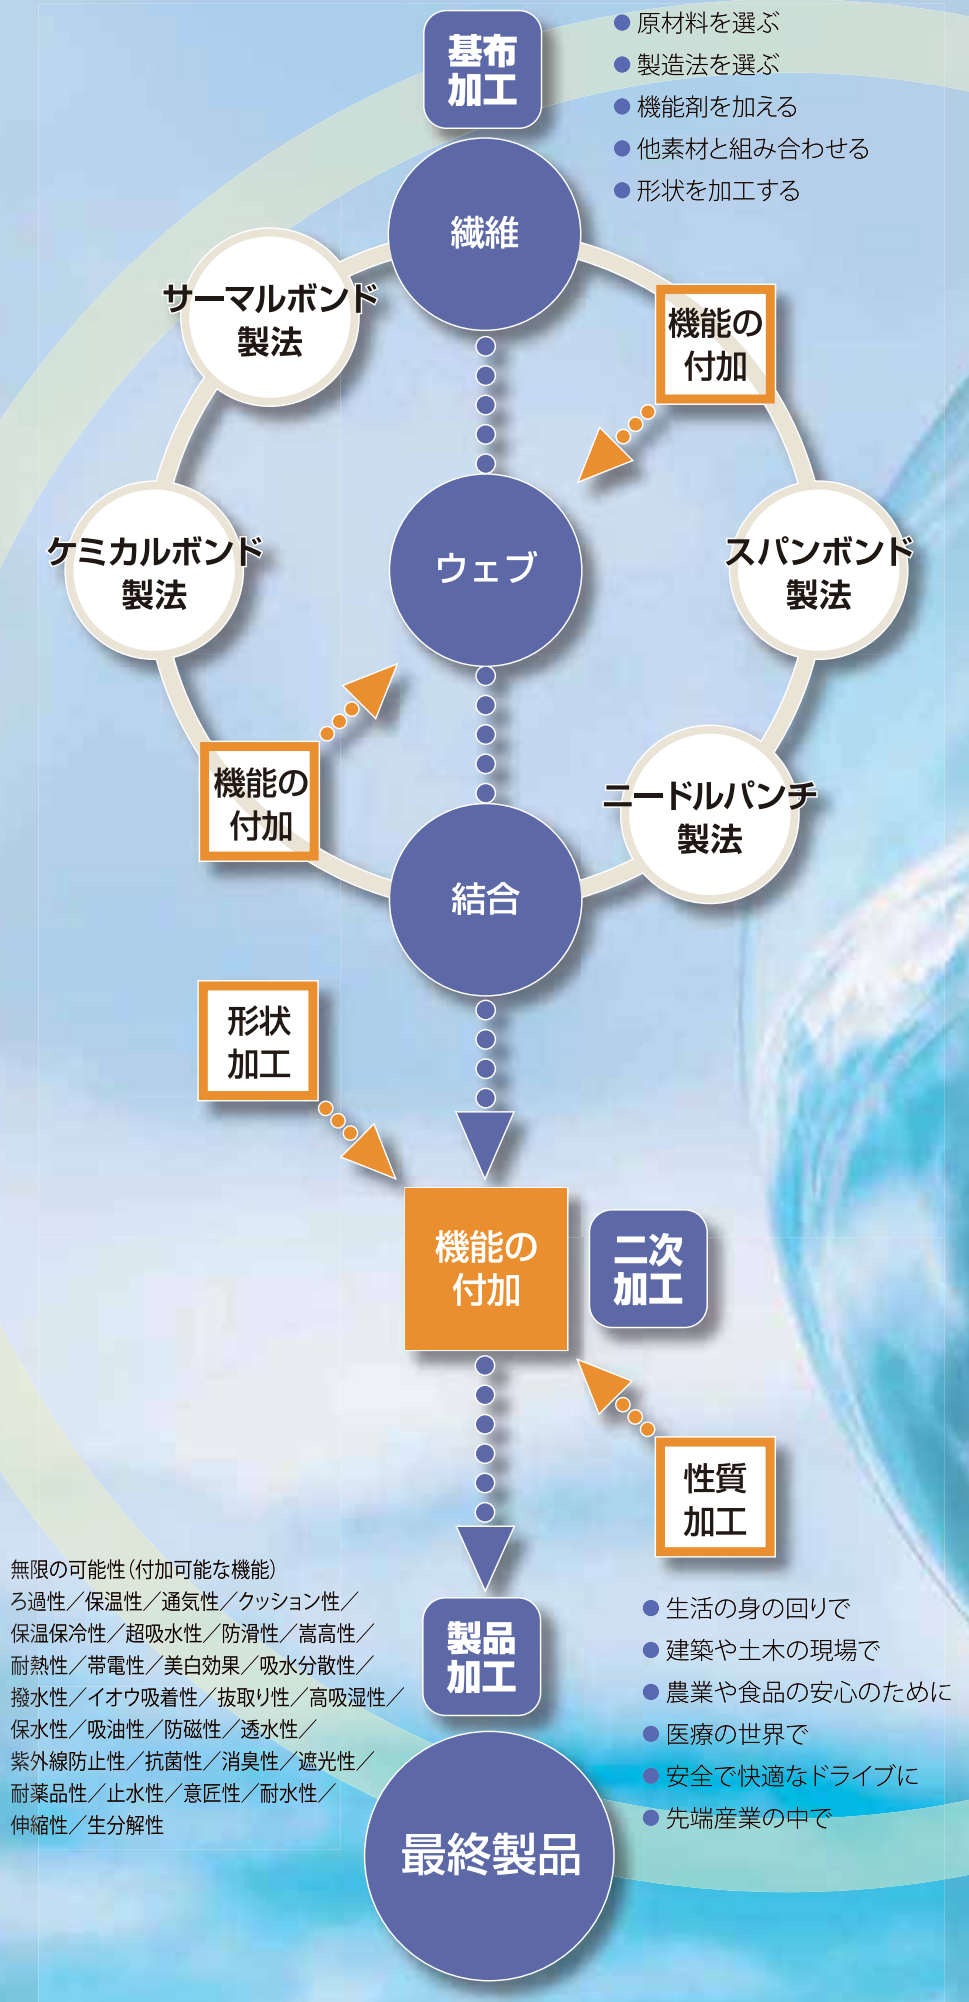 基布
加工
原材料を選ぶ
製造法を選ぶ
機能剤を加える
他素材と組み合わせる
形状を加工する
繊維
サーマルボンド
製法
機能の
付加
ケミカルボンド
製法
ウェブ
スパンボンド
製法
機能の
付加
ニードルパンチ
製法
結合
形状
加工
機能の
付加
二次
加工
性質
加工
無限の可能性(付加可能な機能)
ろ過性／保温性／通気性／クッション性／
保温保冷性／超吸水性／防滑性／嵩高性／
耐熱性／帯電性／美白効果／吸水分散性／
撥水性／イオウ吸着性／抜取り性／高吸湿性／
保水性／吸油性／防磁性／透水性／
紫外線防止性／抗菌性／消臭性／遮光性／
耐薬品性／止水性／意匠性／耐水性／
伸縮性／生分解性
製品
加工
生活の身の回りで
建築や土木の現場で
農業や食品の安心のために
医療の世界で
安全で快適なドライブに
先端産業の中で
最終製品